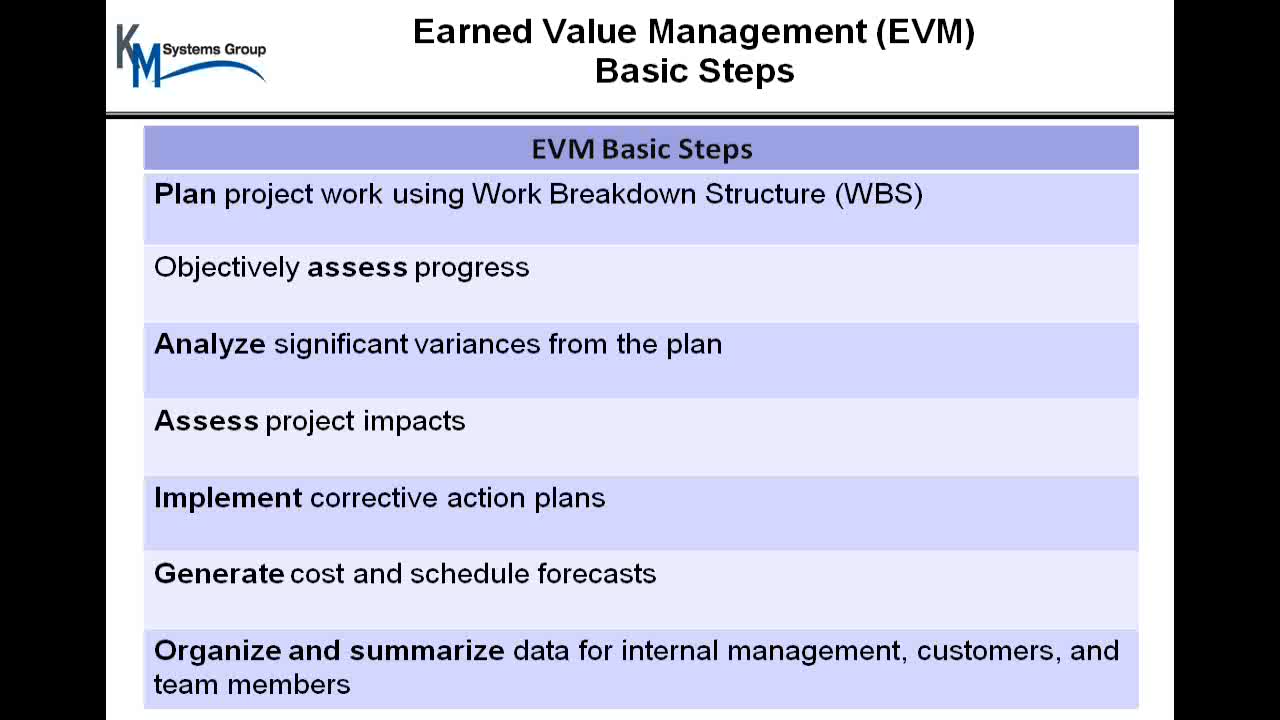 KM Systems Group
Earned Value Management (EVM)
Basic Steps
EVM Basic Steps
Plan project work using Work Breakdown Structure (WBS)
Objectively assess progress
Analyze significant variances from the plan
Assess project impacts
Implement corrective action plans
Generate cost and schedule forecasts
Organize and summarize data for internal management, customers, and
team members